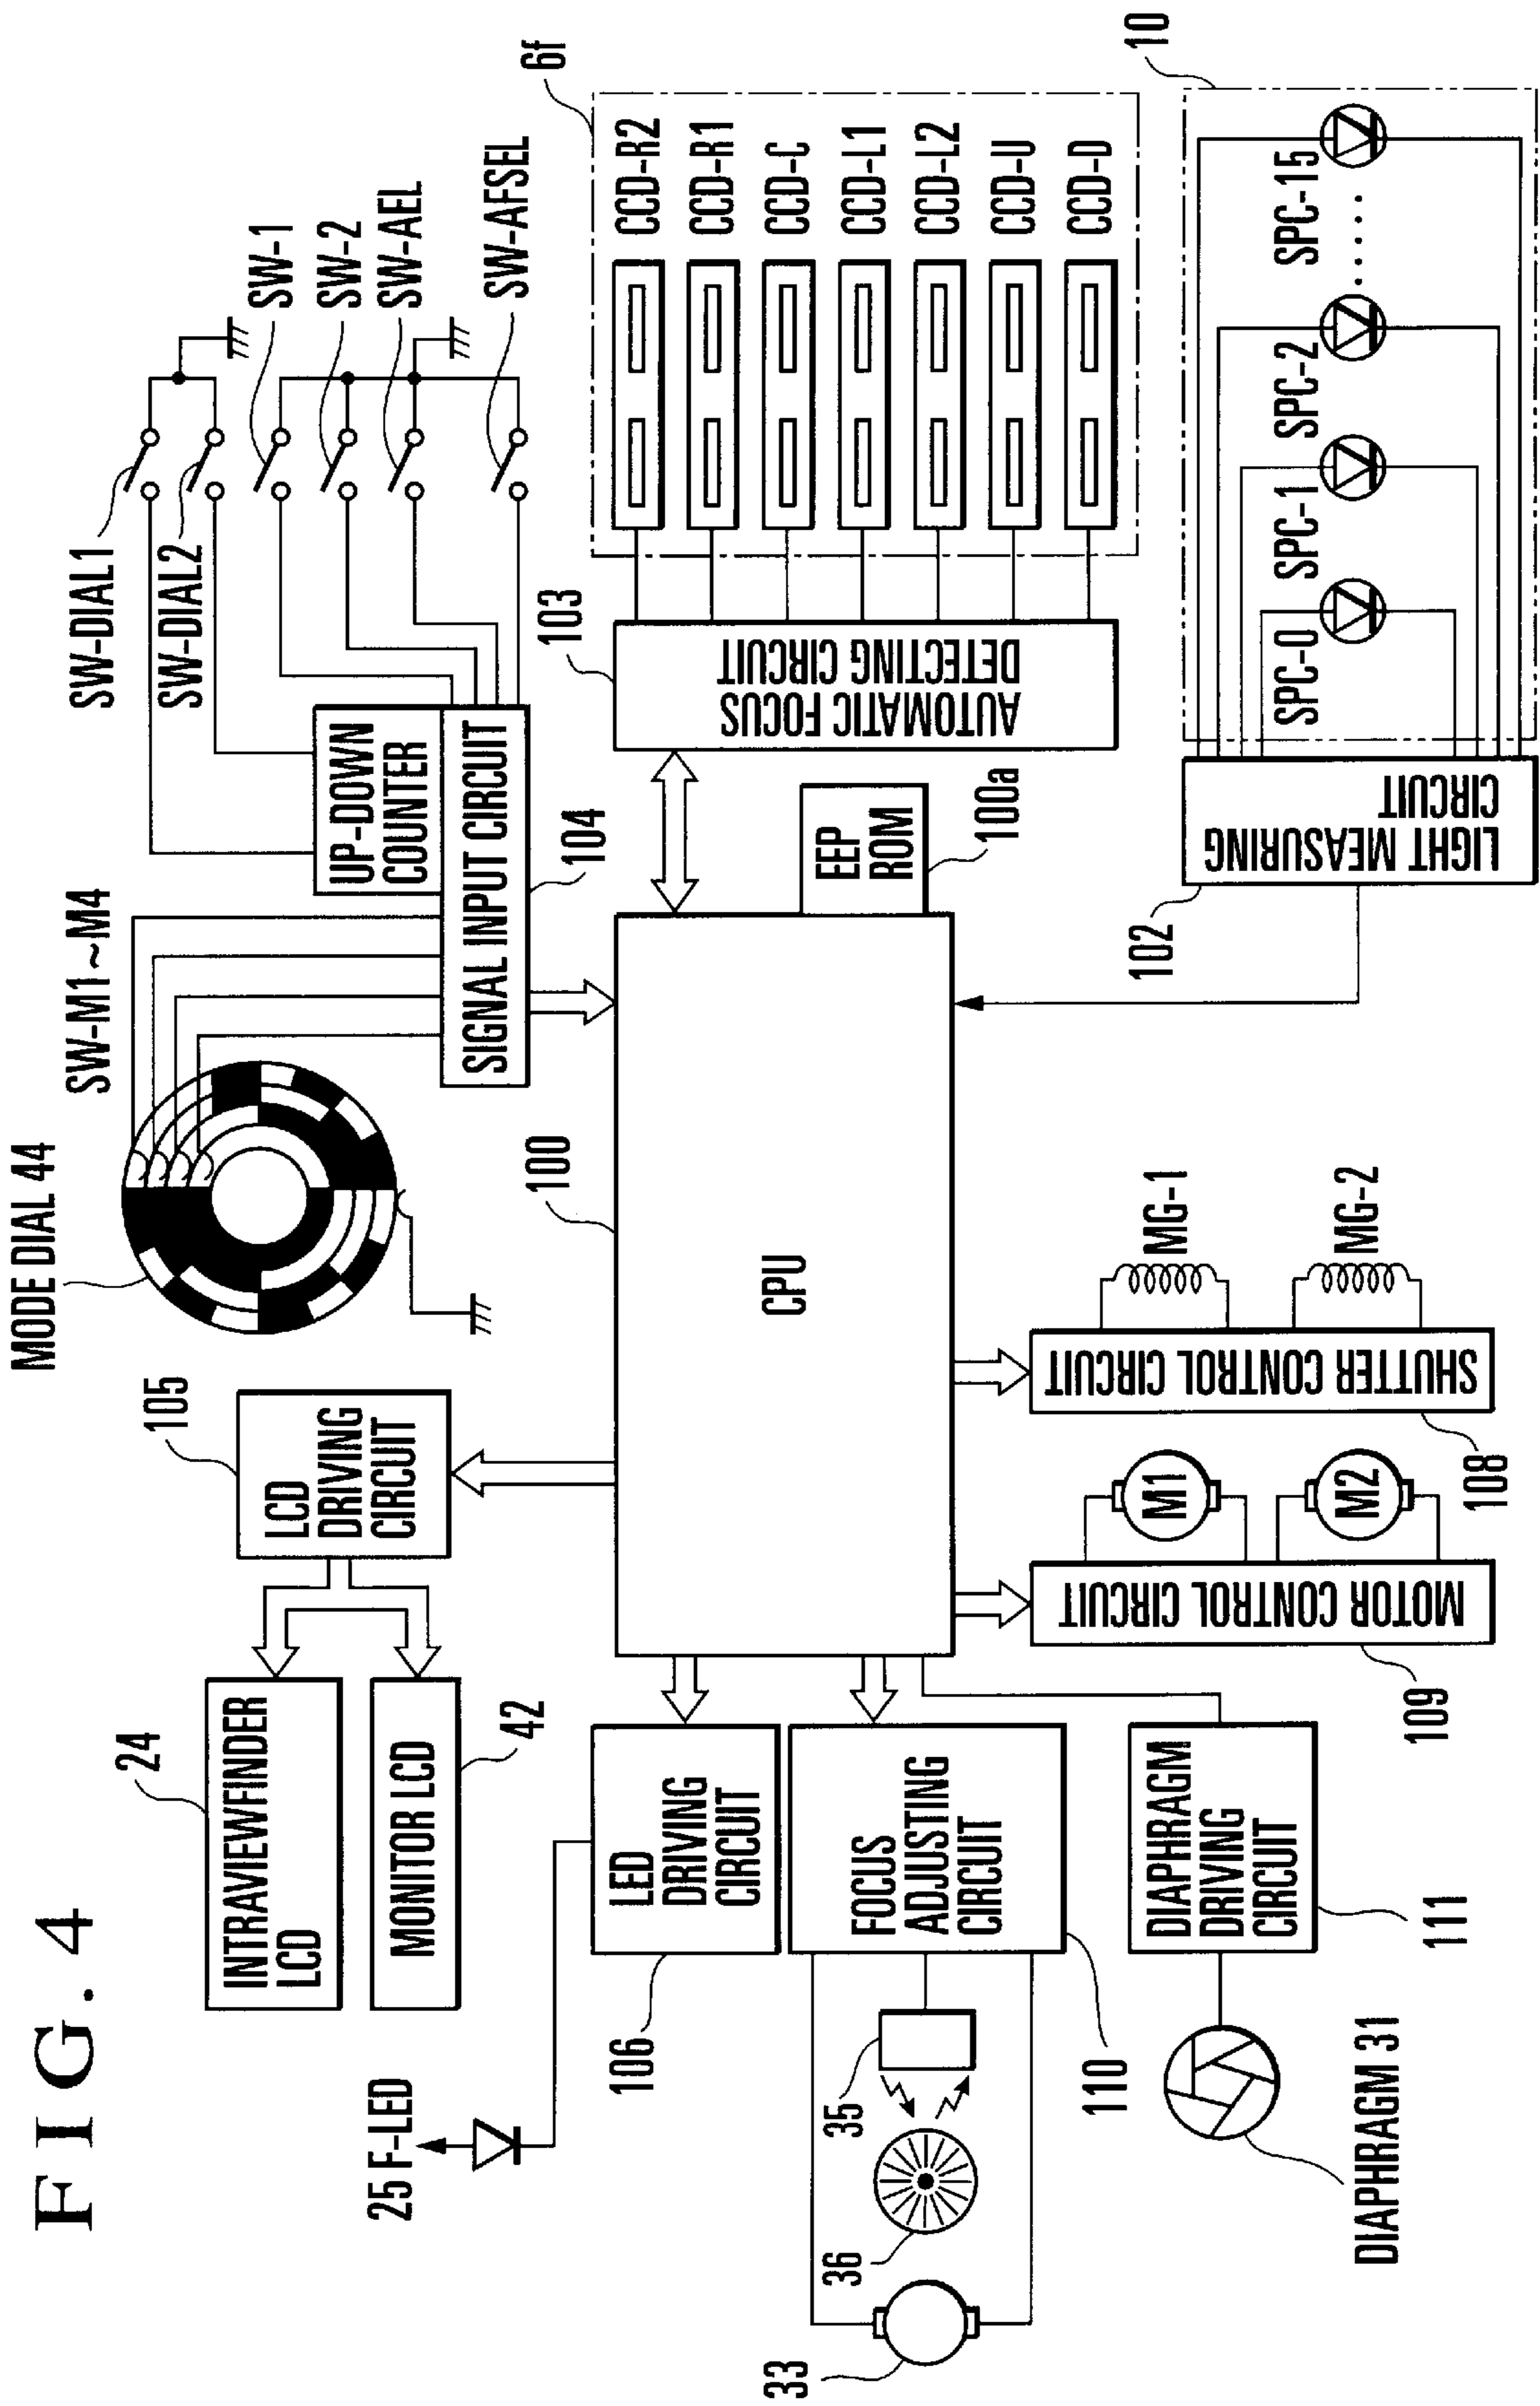 FIG. 4
MODE DIAL 44
SW-M1~M4
SW-DIAL1
SW-DIAL2
SW-1
SW-2
SW-AEL
SW-AFSEL
24
INTRAVIEWFINDER
LCD
MONITOR LCD
42
105
LCD
DRIVING
CIRCUIT
UP-DOWN
COUNTER
SIGNAL INPUT CIRCUIT
104
25 F-LED
106
LED
DRIVING
CIRCUIT
100
CPU
EEP
ROM
100a
103
AUTOMATIC FOCUS
DETECTING CIRCUIT
6f
CCD-R2
CCD-R1
CCD-C
CCD-L1
CCD-L2
CCD-U
CCD-D
33
36
35
FOCUS
ADJUSTING
CIRCUIT
110
DIAPHRAGM 31
DIAPHRAGM
DRIVING
CIRCUIT
111
MOTOR CONTROL CIRCUIT
109
M1
M2
SHUTTER CONTROL CIRCUIT
108
MG-1
MG-2
102
LIGHT MEASURING
CIRCUIT
10
SPC-0
SPC-1
SPC-2
.....
SPC-15